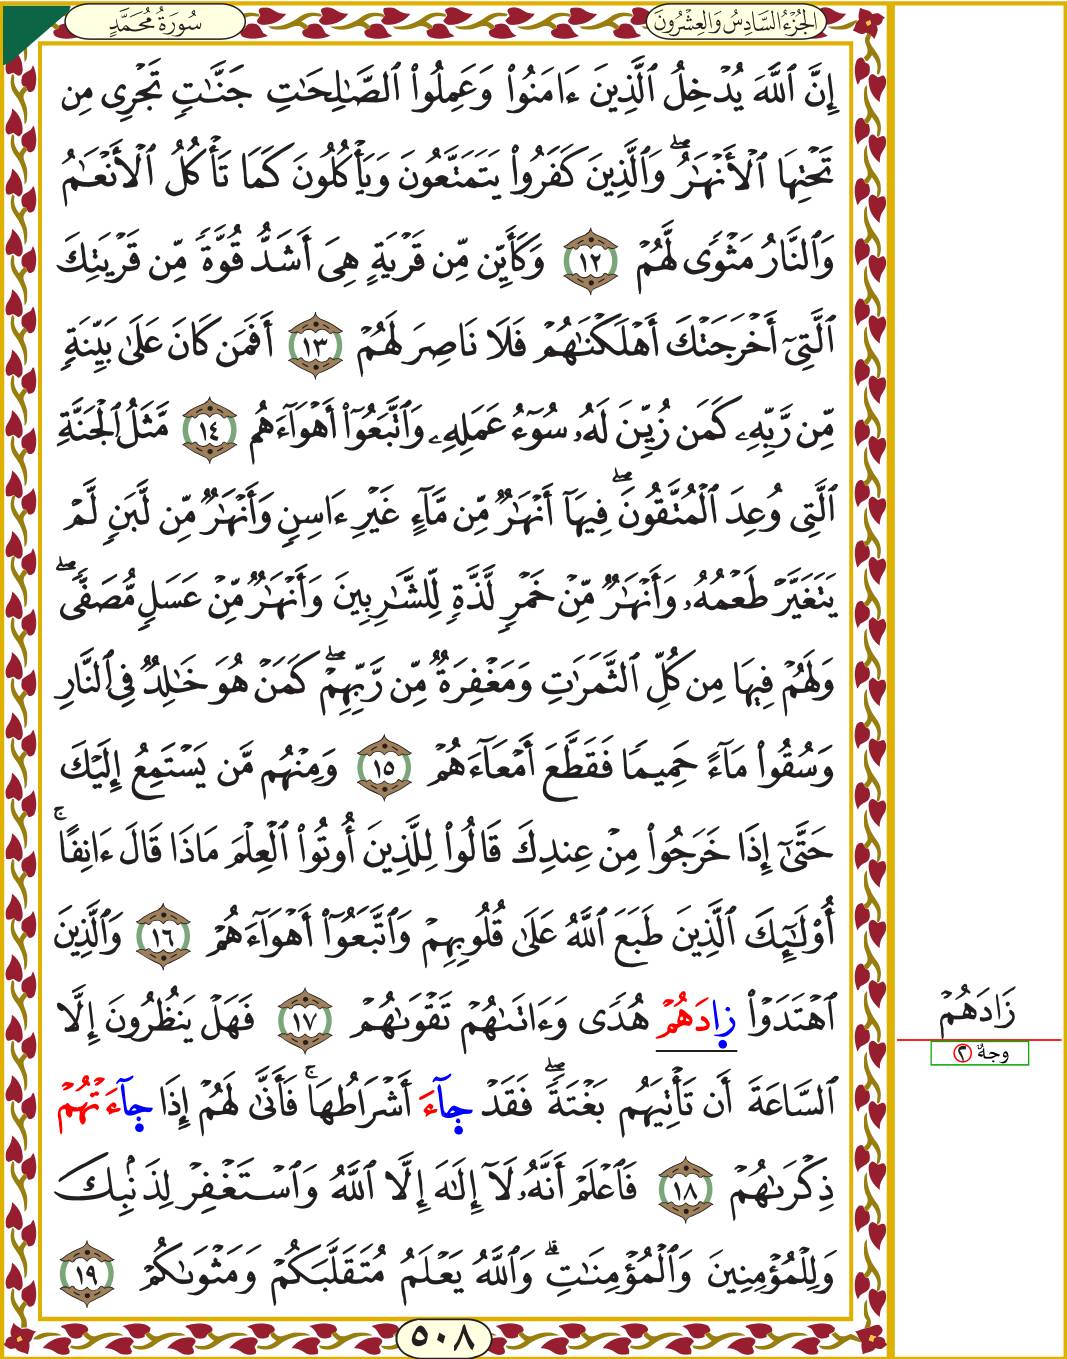 الجُزْءُ السَّادِسُ وَالعِشْرُونَ
سُورَةُ مُحَمَّدٍ
إِنَّ ٱللَّهَ يُدْخِلُ ٱلَّذِينَ ءَامَنُوا۟ وَعَمِلُوا۟ ٱلصَّٰلِحَٰتِ جَنَّٰتٍ تَجْرِى مِن
تَحْتِهَا ٱلْأَنْهَٰرُ ۖ وَٱلَّذِينَ كَفَرُوا۟ يَتَمَتَّعُونَ وَيَأْكُلُونَ كَمَا تَأْكُلُ ٱلْأَنْعَٰمُ
وَٱلنَّارُ مَثْوًى لَّهُمْ ١٢ وَكَأَيِّن مِّن قَرْيَةٍ هِىَ أَشَدُّ قُوَّةً مِّن قَرْيَتِكَ
ٱلَّتِىٓ أَخْرَجَتْكَ أَهْلَكْنَٰهُمْ فَلَا نَاصِرَ لَهُمْ ١٣ أَفَمَن كَانَ عَلَىٰ بَيِّنَةٍ
مِّن رَّبِّهِۦ كَمَن زُيِّنَ لَهُۥ سُوٓءُ عَمَلِهِۦ وَٱتَّبَعُوٓا۟ أَهْوَآءَهُم ١٤ مَّثَلُ ٱلْجَنَّةِ
ٱلَّتِى وُعِدَ ٱلْمُتَّقُونَ ۖ فِيهَآ أَنْهَٰرٌ مِّن مَّآءٍ غَيْرِ ءَاسِنٍ وَأَنْهَٰرٌ مِّن لَّبَنٍ لَّمْ
يَتَغَيَّرْ طَعْمُهُۥ وَأَنْهَٰرٌ مِّنْ خَمْرٍ لَّذَّةٍ لِّلشَّٰرِبِينَ وَأَنْهَٰرٌ مِّنْ عَسَلٍ مُّصَفًّى ۖ
وَلَهُمْ فِيهَا مِن كُلِّ ٱلثَّمَرَٰتِ وَمَغْفِرَةٌ مِّن رَّبِّهِمْ ۖ كَمَنْ هُوَ خَٰلِدٌ فِى ٱلنَّارِ
وَسُقُوا۟ مَآءً حَمِيمًا فَقَطَّعَ أَمْعَآءَهُمْ ١٥ وَمِنْهُم مَّن يَسْتَمِعُ إِلَيْكَ
حَتَّىٰٓ إِذَا خَرَجُوا۟ مِنْ عِندِكَ قَالُوا۟ لِلَّذِينَ أُوتُوا۟ ٱلْعِلْمَ مَاذَا قَالَ ءَانِفًا ۚ
أُو۟لَٰٓئِكَ ٱلَّذِينَ طَبَعَ ٱللَّهُ عَلَىٰ قُلُوبِهِمْ وَٱتَّبَعُوٓا۟ أَهْوَآءَهُمْ ١٦ وَٱلَّذِينَ
ٱهْتَدَوْا۟ زِادَهُمْ هُدًى وَءَاتَىٰهُمْ تَقْوَىٰهُمْ ١٧ فَهَلْ يَنظُرُونَ إِلَّا
ٱلسَّاعَةَ أَن تَأْتِيَهُم بَغْتَةً ۖ فَقَدْ جِآءَ أَشْرَاطُهَا ۚ فَأَنَّىٰ لَهُمْ إِذَا جِآءَتْهُمْ
ذِكْرَىٰهُمْ ١٨ فَٱعْلَمْ أَنَّهُۥ لَآ إِلَٰهَ إِلَّا ٱللَّهُ وَٱسْتَغْفِرْ لِذَنۢبِكَ
وَلِلْمُؤْمِنِينَ وَٱلْمُؤْمِنَٰتِ ۗ وَٱللَّهُ يَعْلَمُ مُتَقَلَّبَكُمْ وَمَثْوَىٰكُمْ ١٩
٥٠٨
زَادَهُمْ
وجهٌ ٢